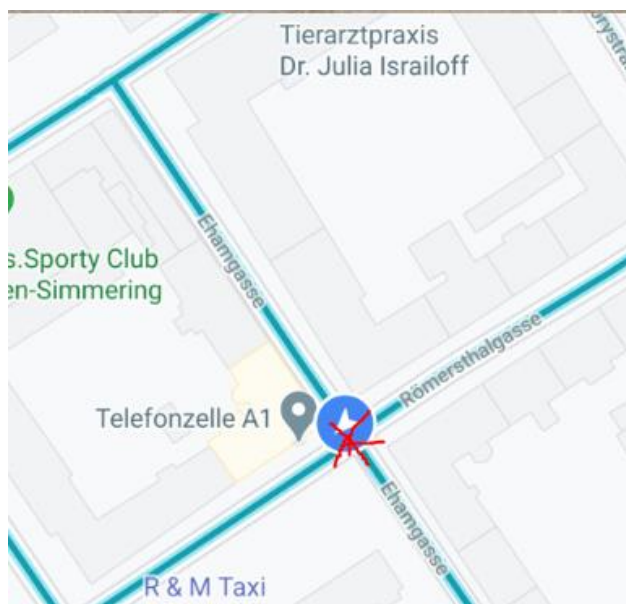 Tierarztpraxis
Dr. Julia Israiloff
Ehamgasse
s.Sporty Club
en-Simmering
Römersthalgasse
Telefonzelle A1
Ehamgasse
R & M Taxi